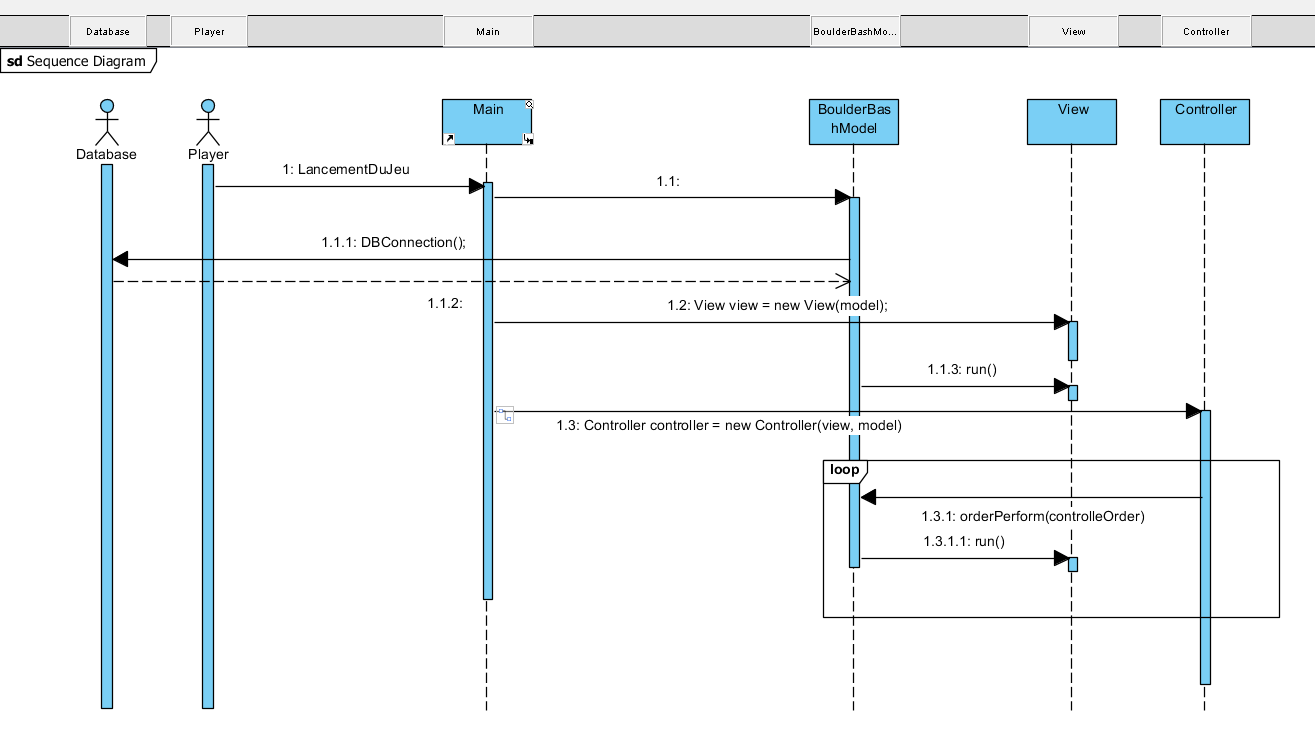 Database
Player
Main
BoulderBashMo...
View
Controller
sd Sequence Diagram
Main
BoulderBas
hModel
View
Controller
Database
Player
1: LancementDuJeu
1.1:
1.1.1: DBConnection();
1.1.2:
1.2: View view = new View(model);
1.1.3: run()
1.3: Controller controller = new Controller(view, model)
loop
1.3.1: orderPerform(controlleOrder)
1.3.1.1: run()